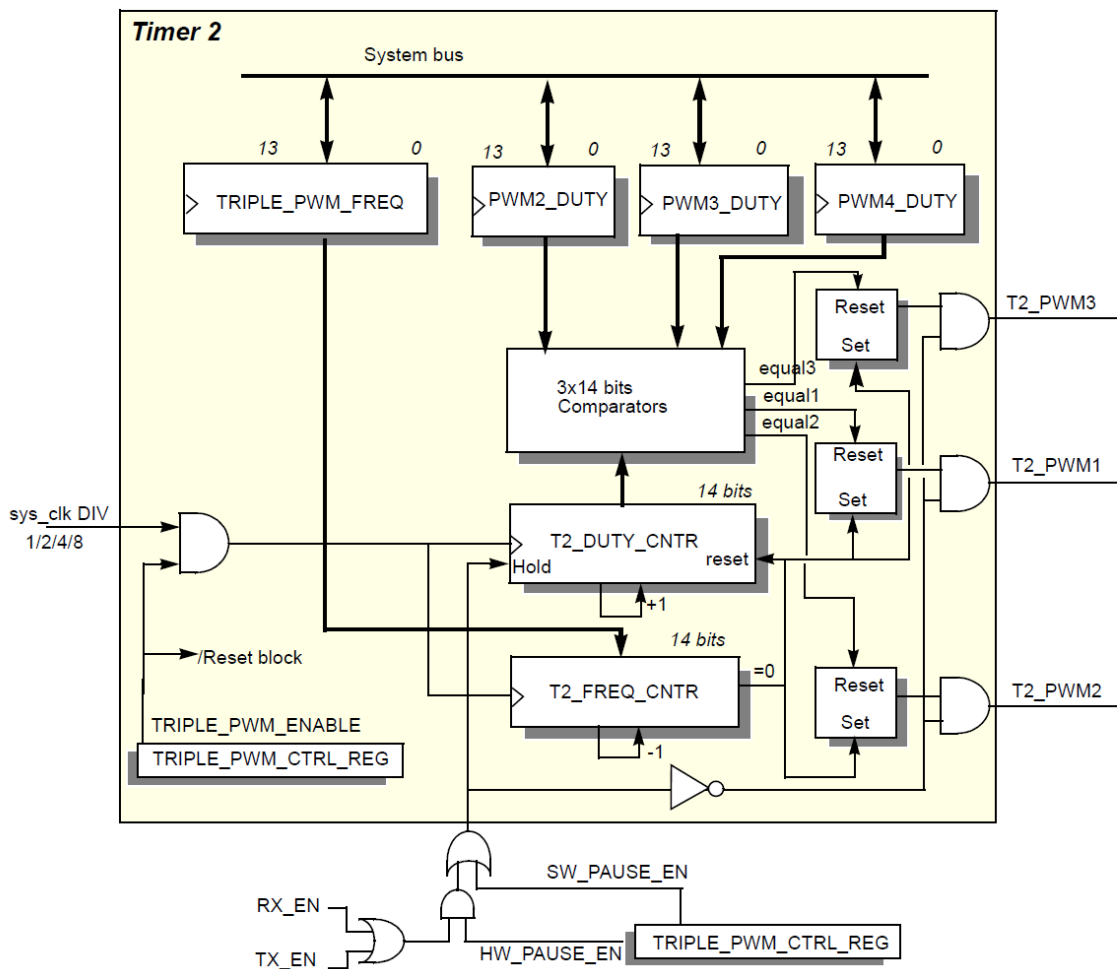 Timer 2
System bus
13 0
13 0
13 0
13 0
TRIPLE_PWM_FREQ
PWM2_DUTY
PWM3_DUTY
PWM4_DUTY
Reset
Set
T2_PWM3
3x14 bits
Comparators
equal3
equal1
equal2
Reset
Set
T2_PWM1
14 bits
sys_clk DIV
1/2/4/8
T2_DUTY_CNTR
Hold
reset
+1
14 bits
/Reset block
T2_FREQ_CNTR
=0
-1
Reset
Set
T2_PWM2
TRIPLE_PWM_ENABLE
TRIPLE_PWM_CTRL_REG
SW_PAUSE_EN
RX_EN
TX_EN
HW_PAUSE_EN
TRIPLE_PWM_CTRL_REG